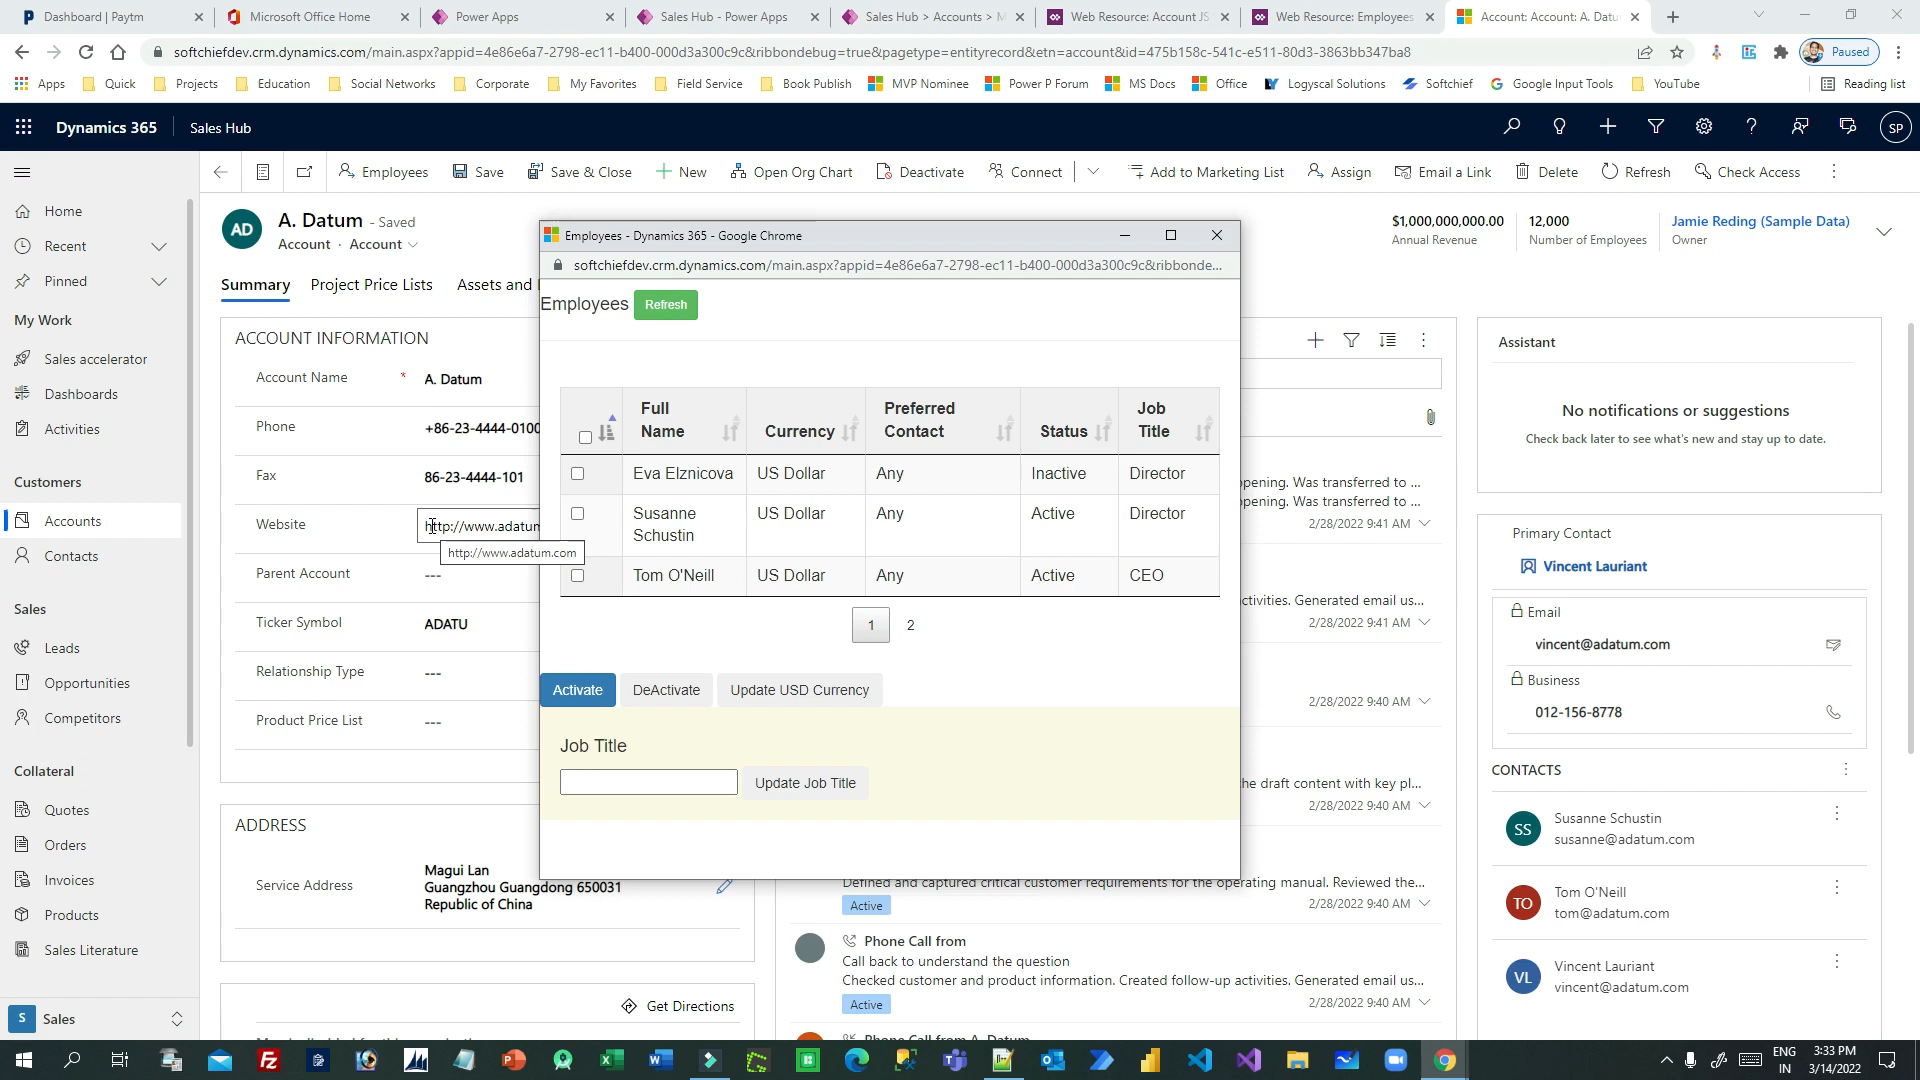 Dashboard | Paytm
Microsoft Office Home
Power Apps
Sales Hub - Power Apps
Sales Hub > Accounts > M
Web Resource: Account JS
Web Resource: Employees
Account: Account: A. Datu
softchiefdev.crm.dynamics.com/main.aspx?appid=4e86e6a7-2798-ec11-b400-000d3a300c9c&ribbondebug=true&pagetype=entityrecord&etn=account&id=475b158c-541c-e511-80d3-3863bb347ba8
Paused
Apps
Quick
Projects
Education
Social Networks
Corporate
My Favorites
Field Service
Book Publish
MVP Nominee
Power P Forum
MS Docs
Office
Logyscal Solutions
Softchief
Google Input Tools
YouTube
Reading list
Dynamics 365
Sales Hub
SP
Employees
Save
Save & Close
New
Open Org Chart
Deactivate
Connect
Add to Marketing List
Assign
Email a Link
Delete
Refresh
Check Access
Home
Recent
Pinned
My Work
Sales accelerator
Dashboards
Activities
Customers
Accounts
Contacts
Sales
Leads
Opportunities
Competitors
Collateral
Quotes
Orders
Invoices
Products
Sales Literature
S
Sales
AD
A. Datum - Saved
Account · Account
$1,000,000,000.00
Annual Revenue
12,000
Number of Employees
Jamie Reding (Sample Data)
Owner
Summary
Project Price Lists
Assets and
ACCOUNT INFORMATION
Account Name * A. Datum
Phone +86-23-4444-0100
Fax 86-23-4444-101
Website http://www.adatum
http://www.adatum.com
Parent Account ---
Ticker Symbol ADATU
Relationship Type ---
Product Price List ---
ADDRESS
Service Address
Magui Lan
Guangzhou Guangdong 650031
Republic of China
Get Directions
Employees - Dynamics 365 - Google Chrome
softchiefdev.crm.dynamics.com/main.aspx?appid=4e86e6a7-2798-ec11-b400-000d3a300c9c&ribbonde...
Employees Refresh
Full Name
Currency
Preferred Contact
Status
Job Title
Eva Elznicova US Dollar Any Inactive Director
Susanne Schustin US Dollar Any Active Director
Tom O'Neill US Dollar Any Active CEO
1 2
Activate
DeActivate
Update USD Currency
Job Title
Update Job Title
opening. Was transferred to ...
opening. Was transferred to ...
2/28/2022 9:41 AM
ctivities. Generated email us...
2/28/2022 9:41 AM
2/28/2022 9:40 AM
he draft content with key pl...
2/28/2022 9:40 AM
Defined and captured critical customer requirements for the operating manual. Reviewed the...
Active
2/28/2022 9:40 AM
Phone Call from
Call back to understand the question
Checked customer and product information. Created follow-up activities. Generated email us...
Active
2/28/2022 9:40 AM
Phone Call from A. Datum
Assistant
No notifications or suggestions
Check back later to see what's new and stay up to date.
Primary Contact
Vincent Lauriant
Email
vincent@adatum.com
Business
012-156-8778
CONTACTS
SS
Susanne Schustin
susanne@adatum.com
TO
Tom O'Neill
tom@adatum.com
VL
Vincent Lauriant
vincent@adatum.com
ENG
IN
3:33 PM
3/14/2022